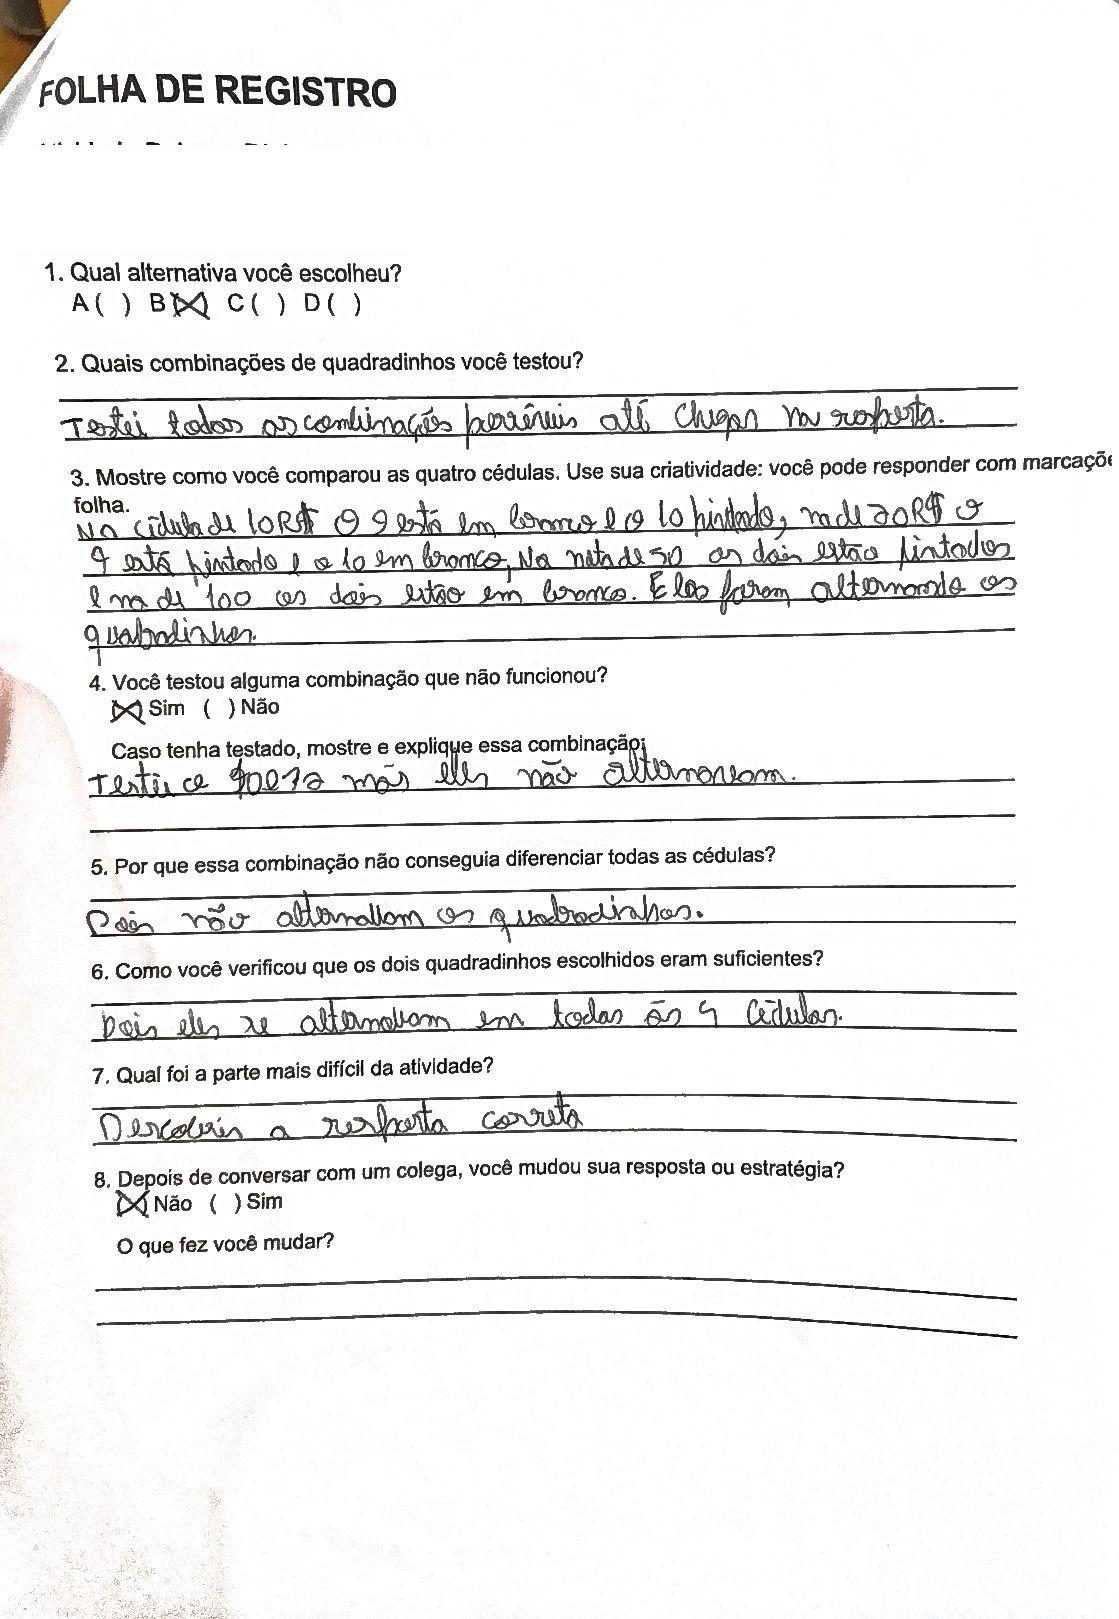 FOLHA DE REGISTRO
1. Qual alternativa você escolheu?
A ( ) B (X) C ( ) D ( )
2. Quais combinações de quadradinhos você testou?
Testei todas as combinações possíveis até chegar na resposta.
3. Mostre como você comparou as quatro cédulas. Use sua criatividade: você pode responder com marcaçõe
folha.
Na cédula de 10R$ O 9 está em branco e o 10 pintado, na de 20R$ o
9 está pintado e o 10 em branco, Na nota de 50 os dois estão pintados
e na de 100 os dois estão em branco. E los foram alternando os
quabradinhos.
4. Você testou alguma combinação que não funcionou?
(X) Sim ( ) Não
Caso tenha testado, mostre e explique essa combinação:
Testei o e 12 mas eles não alternavam.
5. Por que essa combinação não conseguia diferenciar todas as cédulas?
Pois não alternavam os quadradinhos.
6. Como você verificou que os dois quadradinhos escolhidos eram suficientes?
Pois eles se alternavam em todas ás 4 Cédulas.
7. Qual foi a parte mais difícil da atividade?
Descobrir a resposta correta
8. Depois de conversar com um colega, você mudou sua resposta ou estratégia?
(X) Não ( ) Sim
O que fez você mudar?